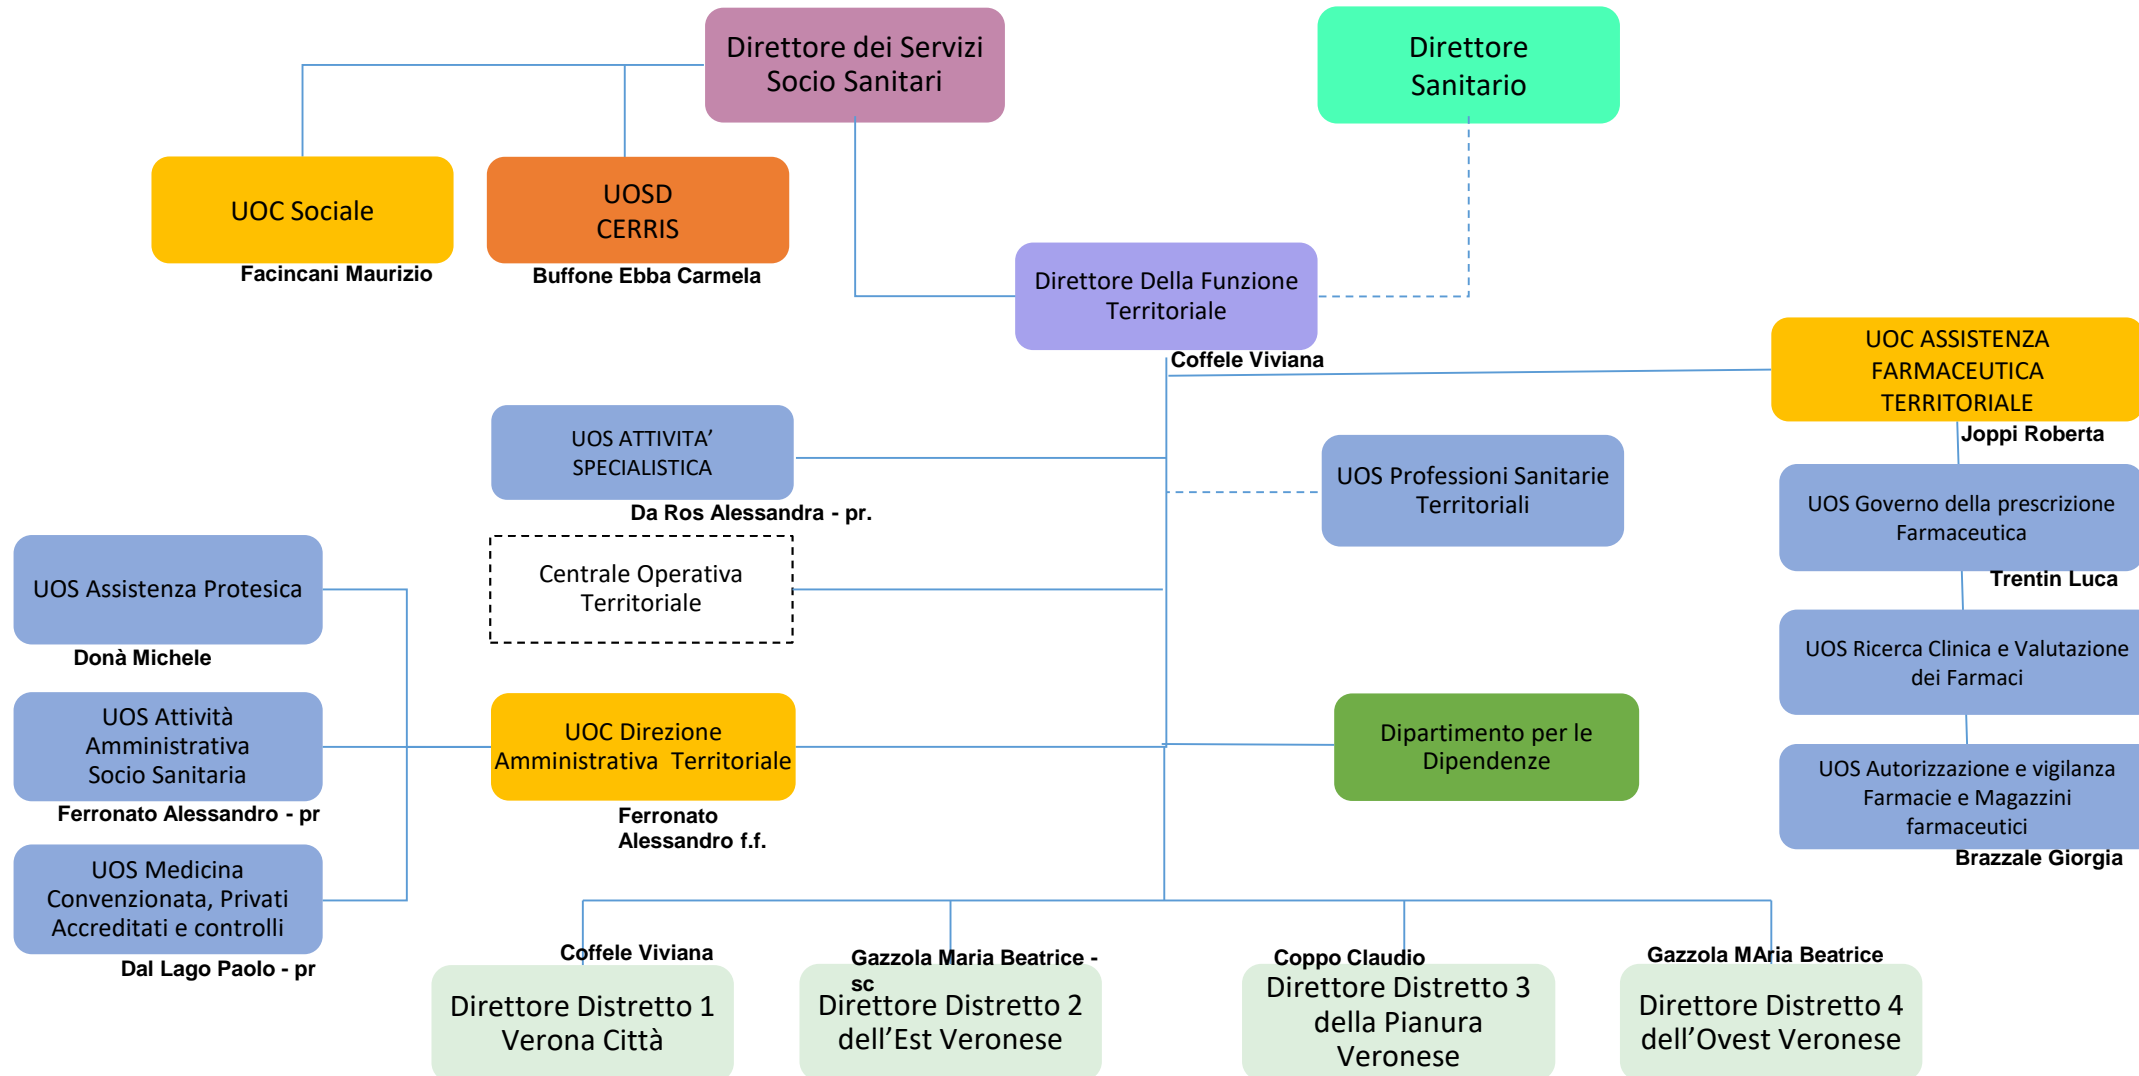 Direttore dei Servizi
Socio Sanitari
Direttore
Sanitario
UOC Sociale
Facincani Maurizio
UOSD
CERRIS
Buffone Ebba Carmela
Direttore Della Funzione
Territoriale
Coffele Viviana
UOC ASSISTENZA
FARMACEUTICA
TERRITORIALE
Joppi Roberta
UOS ATTIVITA’
SPECIALISTICA
Da Ros Alessandra - pr.
UOS Professioni Sanitarie
Territoriali
UOS Governo della prescrizione
Farmaceutica
Trentin Luca
Centrale Operativa
Territoriale
UOS Assistenza Protesica
Donà Michele
UOS Ricerca Clinica e Valutazione
dei Farmaci
UOS Attività
Amministrativa
Socio Sanitaria
Ferronato Alessandro - pr
UOC Direzione
Amministrativa Territoriale
Ferronato
Alessandro f.f.
Dipartimento per le
Dipendenze
UOS Autorizzazione e vigilanza
Farmacie e Magazzini
farmaceutici
Brazzale Giorgia
UOS Medicina
Convenzionata, Privati
Accreditati e controlli
Dal Lago Paolo - pr
Coffele Viviana
Direttore Distretto 1
Verona Città
Gazzola Maria Beatrice -
sc
Direttore Distretto 2
dell’Est Veronese
Coppo Claudio
Direttore Distretto 3
della Pianura
Veronese
Gazzola MAria Beatrice
Direttore Distretto 4
dell’Ovest Veronese